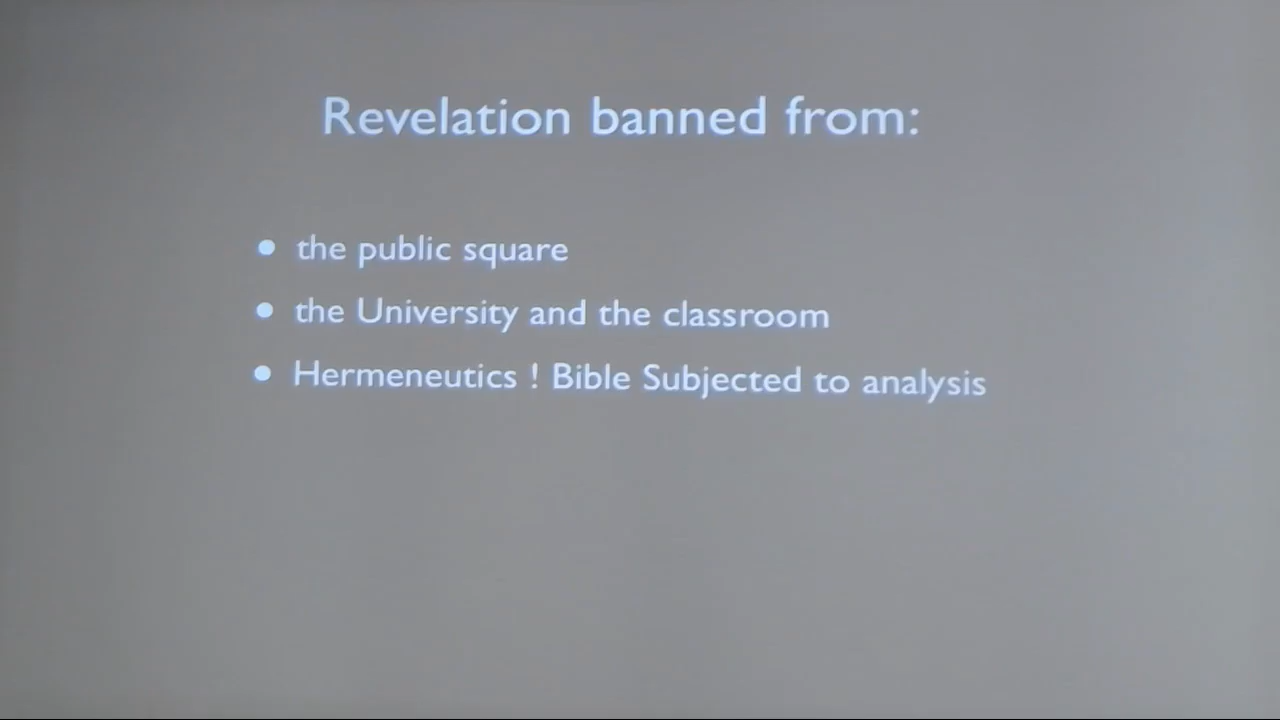 Revelation banned from:
• the public square
• the University and the classroom
• Hermeneutics ! Bible Subjected to analysis